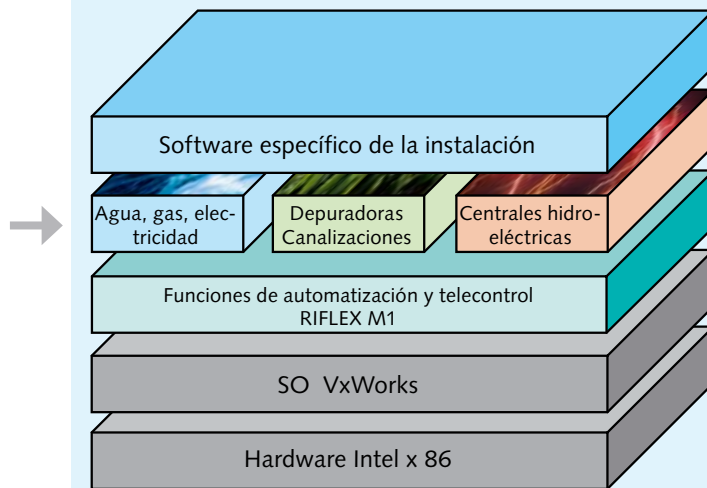 Software específico de la instalación
Agua, gas, elec-
tricidad
Depuradoras
Canalizaciones
Centrales hidro-
eléctricas
Funciones de automatización y telecontrol
RIFLEX M1
SO VxWorks
Hardware Intel x 86